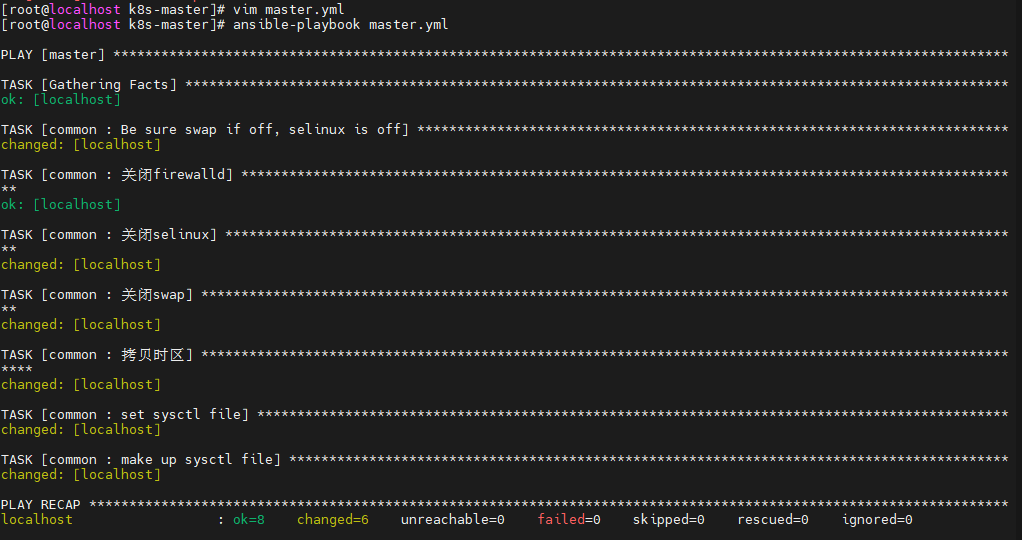 [root@localhost k8s-master]# vim master.yml
[root@localhost k8s-master]# ansible-playbook master.yml
PLAY [master] ****************************************************************************************************************
TASK [Gathering Facts] *******************************************************************************************************
ok: [localhost]
TASK [common : Be sure swap if off, selinux is off] **************************************************************************
changed: [localhost]
TASK [common : 关闭firewalld] ************************************************************************************************
**
ok: [localhost]
TASK [common : 关闭selinux] **************************************************************************************************
**
changed: [localhost]
TASK [common : 关闭swap] *****************************************************************************************************
**
changed: [localhost]
TASK [common : 拷贝时区] *****************************************************************************************************
****
changed: [localhost]
TASK [common : set sysctl file] **********************************************************************************************
changed: [localhost]
TASK [common : make up sysctl file] ******************************************************************************************
changed: [localhost]
PLAY RECAP *******************************************************************************************************************
localhost                  : ok=8    changed=6    unreachable=0    failed=0    skipped=0    rescued=0    ignored=0